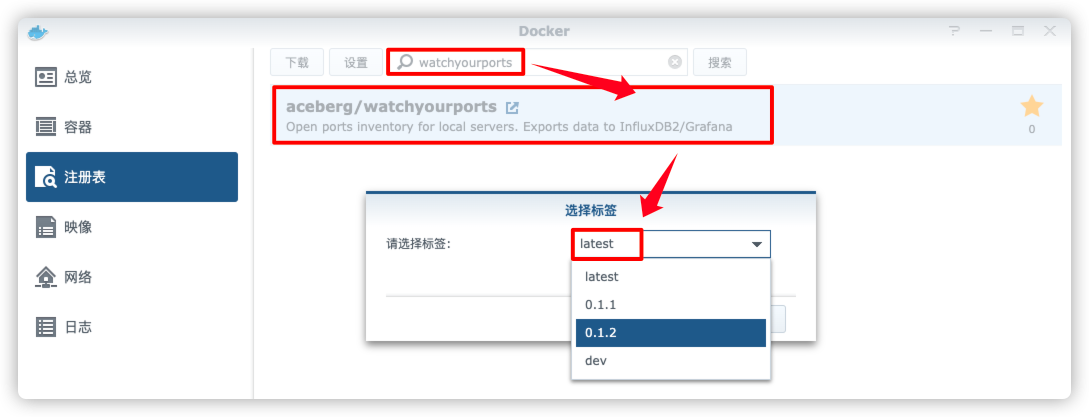 Docker
总览
容器
注册表
映像
网络
日志
下载 设置 watchyourports 搜索
aceberg/watchyourports
Open ports inventory for local servers. Exports data to InfluxDB2/Grafana
0
选择标签
请选择标签: latest
latest
0.1.1
0.1.2
dev